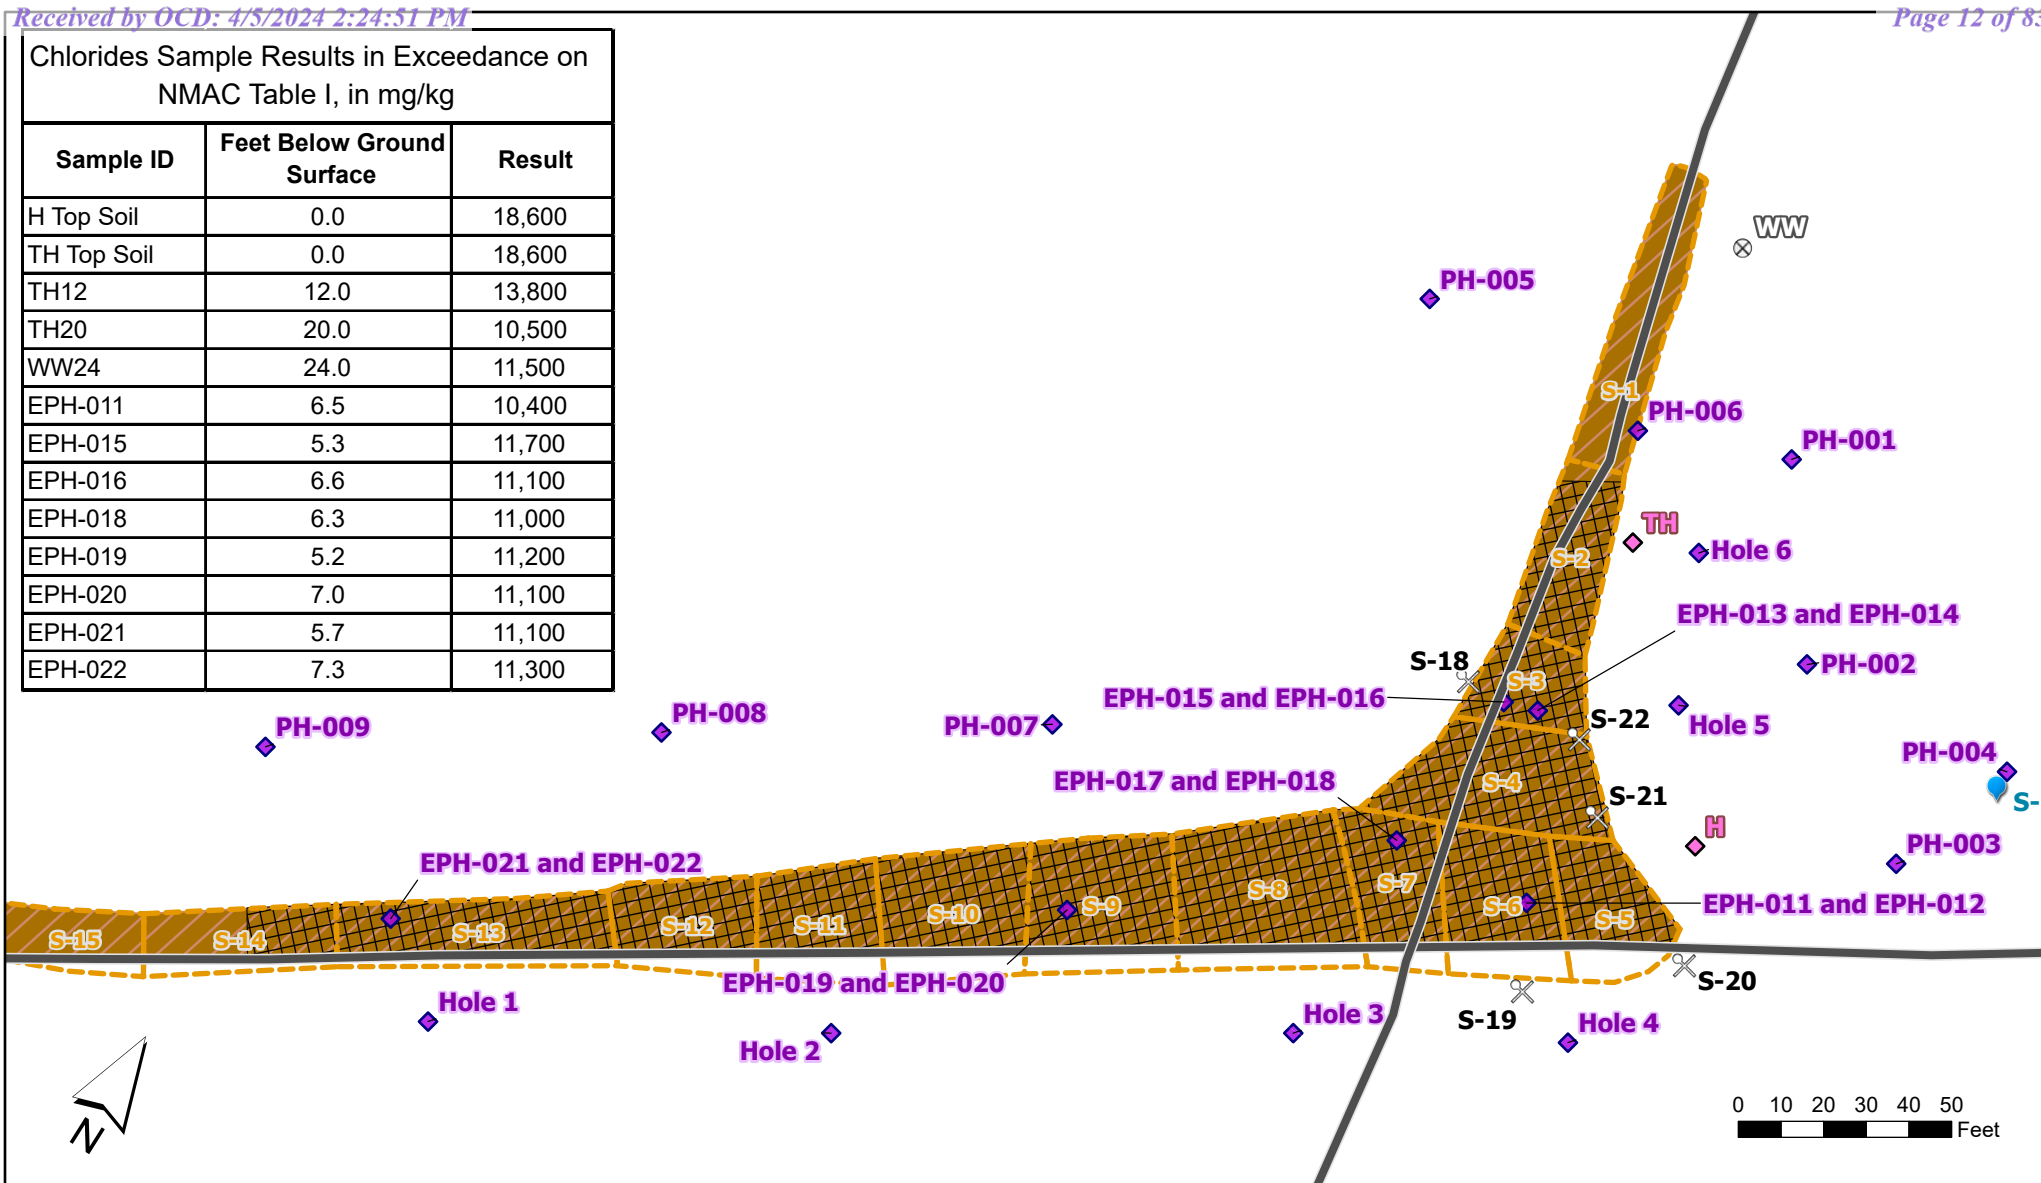 Received by OCD: 4/5/2024 2:24:51 PM
Page 12 of 83
Chlorides Sample Results in Exceedance on
NMAC Table I, in mg/kg
Sample ID Feet Below Ground Surface Result
H Top Soil 0.0 18,600
TH Top Soil 0.0 18,600
TH12 12.0 13,800
TH20 20.0 10,500
WW24 24.0 11,500
EPH-011 6.5 10,400
EPH-015 5.3 11,700
EPH-016 6.6 11,100
EPH-018 6.3 11,000
EPH-019 5.2 11,200
EPH-020 7.0 11,100
EPH-021 5.7 11,100
EPH-022 7.3 11,300
WW
PH-005
S-1
PH-006
PH-001
TH
Hole 6
S-2
EPH-013 and EPH-014
S-18
PH-002
S-3
EPH-015 and EPH-016
PH-009
PH-008
PH-007
S-22
Hole 5
PH-004
EPH-017 and EPH-018
S-4
S-21
S-
H
PH-003
EPH-021 and EPH-022
S-8
S-7
S-6
EPH-011 and EPH-012
S-15
S-14
S-13
S-12
S-11
S-10
S-9
S-5
EPH-019 and EPH-020
S-20
Hole 1
Hole 2
Hole 3
S-19
Hole 4
N
0 10 20 30 40 50
Feet